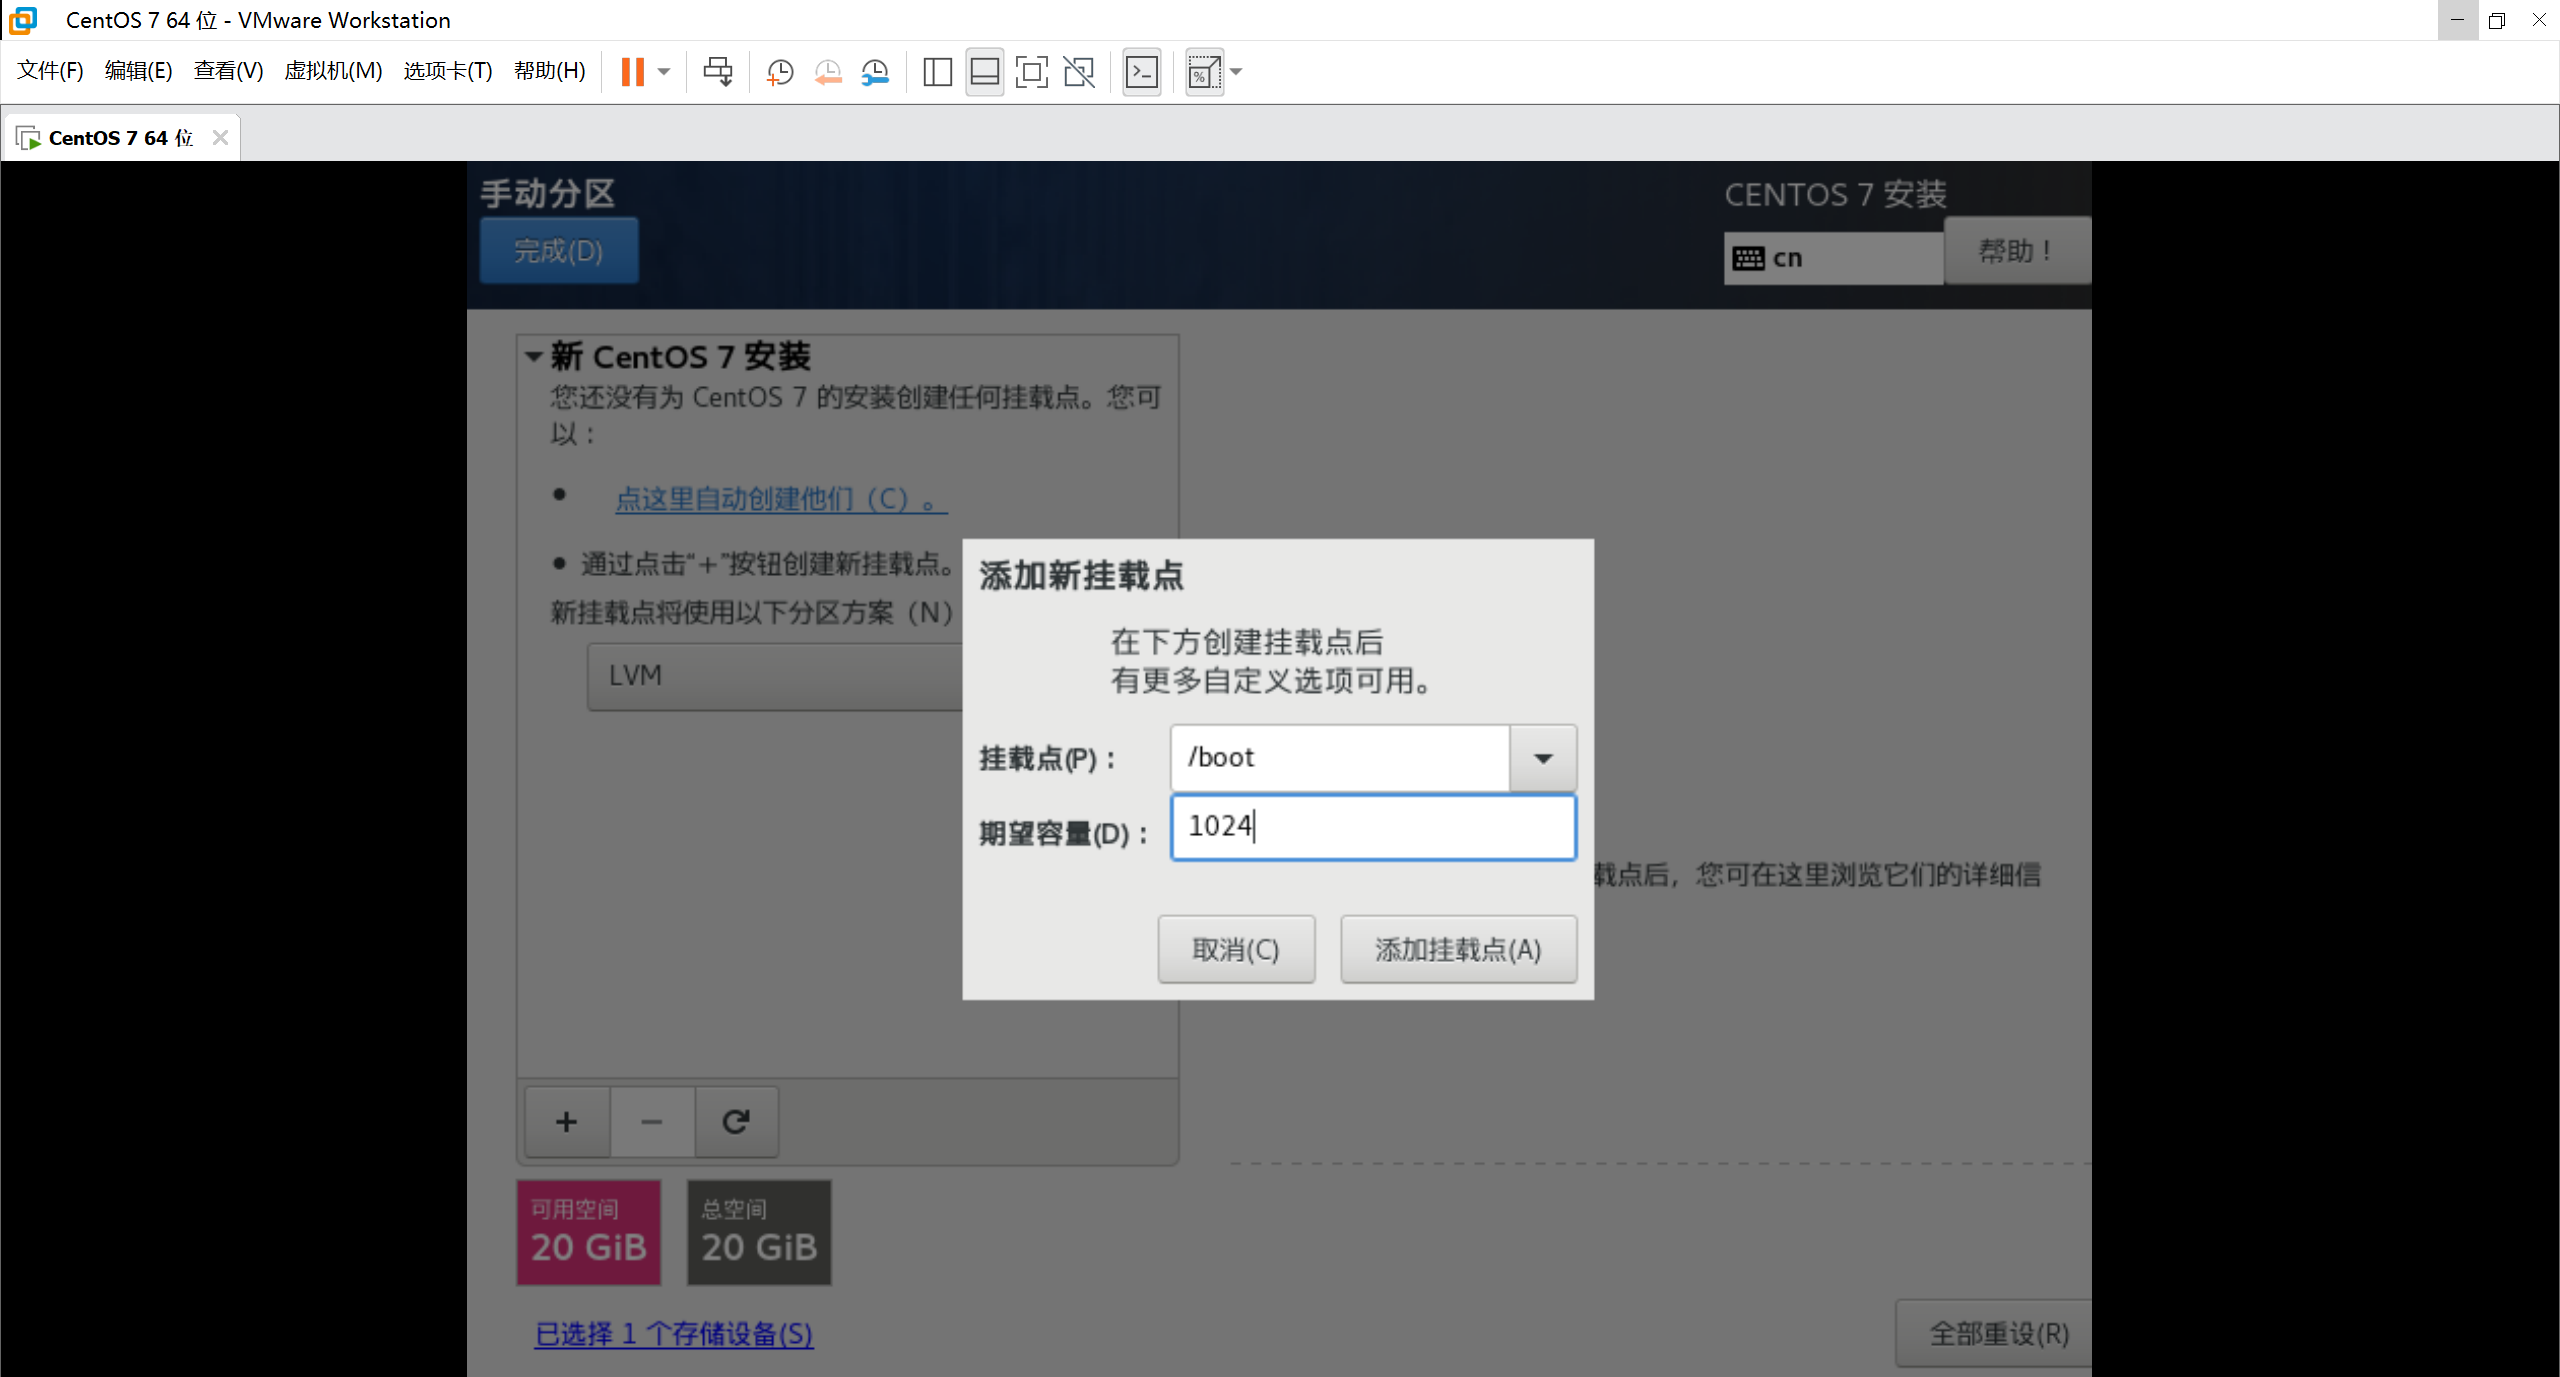 CentOS 7 64 位 - VMware Workstation
文件(F) 编辑(E) 查看(V) 虚拟机(M) 选项卡(T) 帮助(H)
CentOS 7 64 位
手动分区
CENTOS 7 安装
完成(D)
cn
帮助！
新 CentOS 7 安装
您还没有为 CentOS 7 的安装创建任何挂载点。您可
以：
点这里自动创建他们（C）。
通过点击“+”按钮创建新挂载点。
新挂载点将使用以下分区方案（N）
LVM
添加新挂载点
在下方创建挂载点后
有更多自定义选项可用。
挂载点(P)： /boot
期望容量(D)： 1024
取消(C) 添加挂载点(A)
载点后，您可在这里浏览它们的详细信
+ −
可用空间
20 GiB
总空间
20 GiB
已选择 1 个存储设备(S)
全部重设(R)